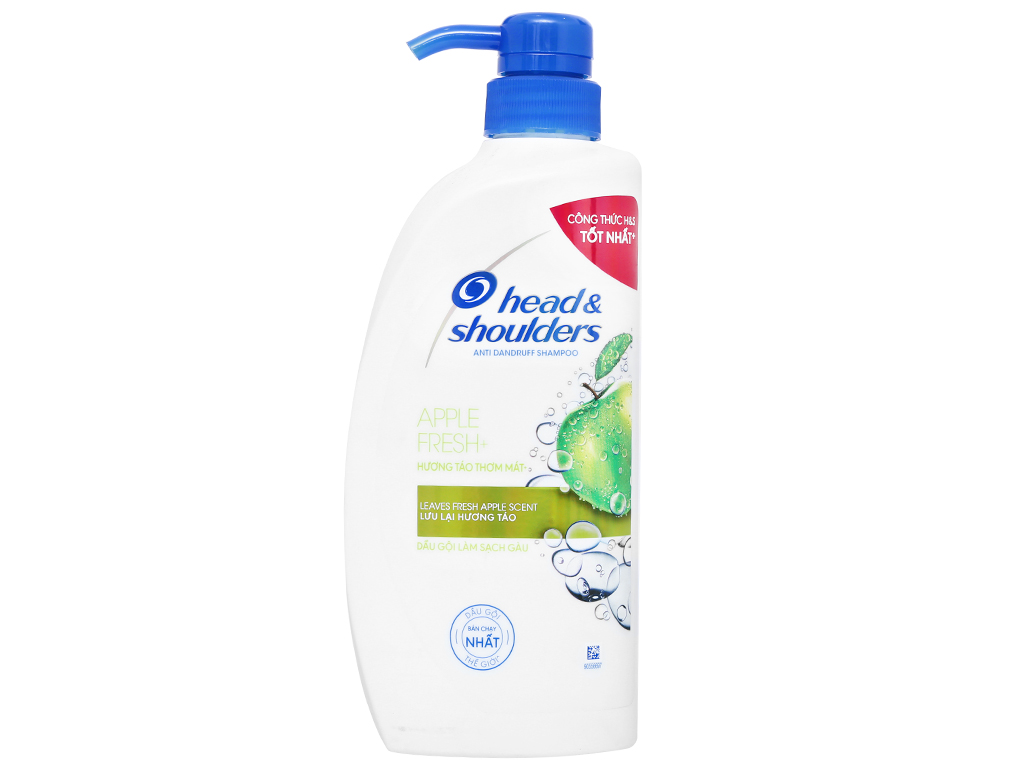 CÔNG THỨC H&S
TỐT NHẤT+
head &
shoulders
ANTI DANDRUFF SHAMPOO
APPLE
FRESH+
HƯƠNG TÁO THƠM MÁT+
LEAVES FRESH APPLE SCENT
LƯU LẠI HƯƠNG TÁO
DẦU GỘI LÀM SẠCH GÀU
DẦU GỘI
BÁN CHẠY
NHẤT
THẾ GIỚI*